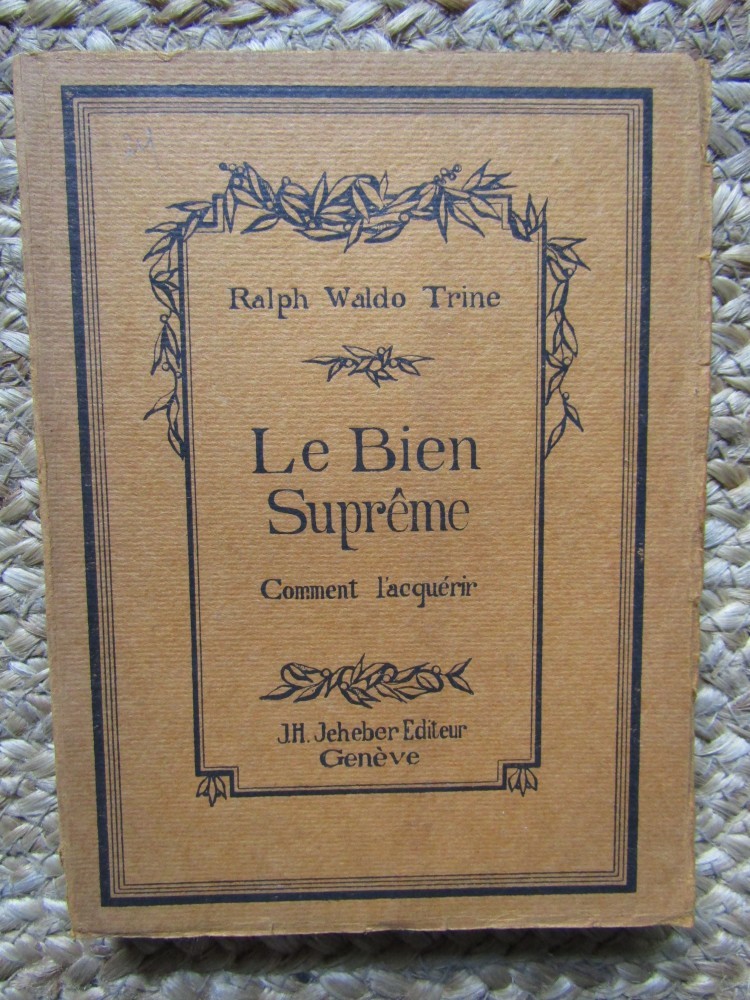 Ralph Waldo Trine
Le Bien
Suprême
Comment l'acquérir
J.H. Jeheber Editeur
Genève